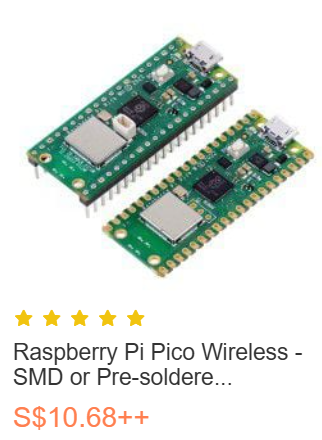 Raspberry Pi Pico Wireless -
SMD or Pre-soldere...
S$10.68++